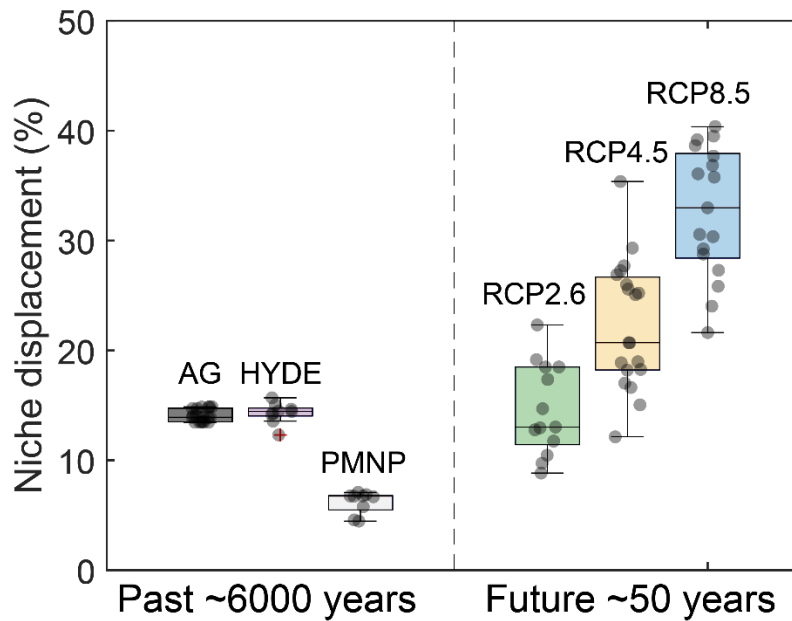 50
40
30
20
10
0
Niche displacement (%)
AG
HYDE
PMNP
RCP2.6
RCP4.5
RCP8.5
Past ~6000 years
Future ~50 years